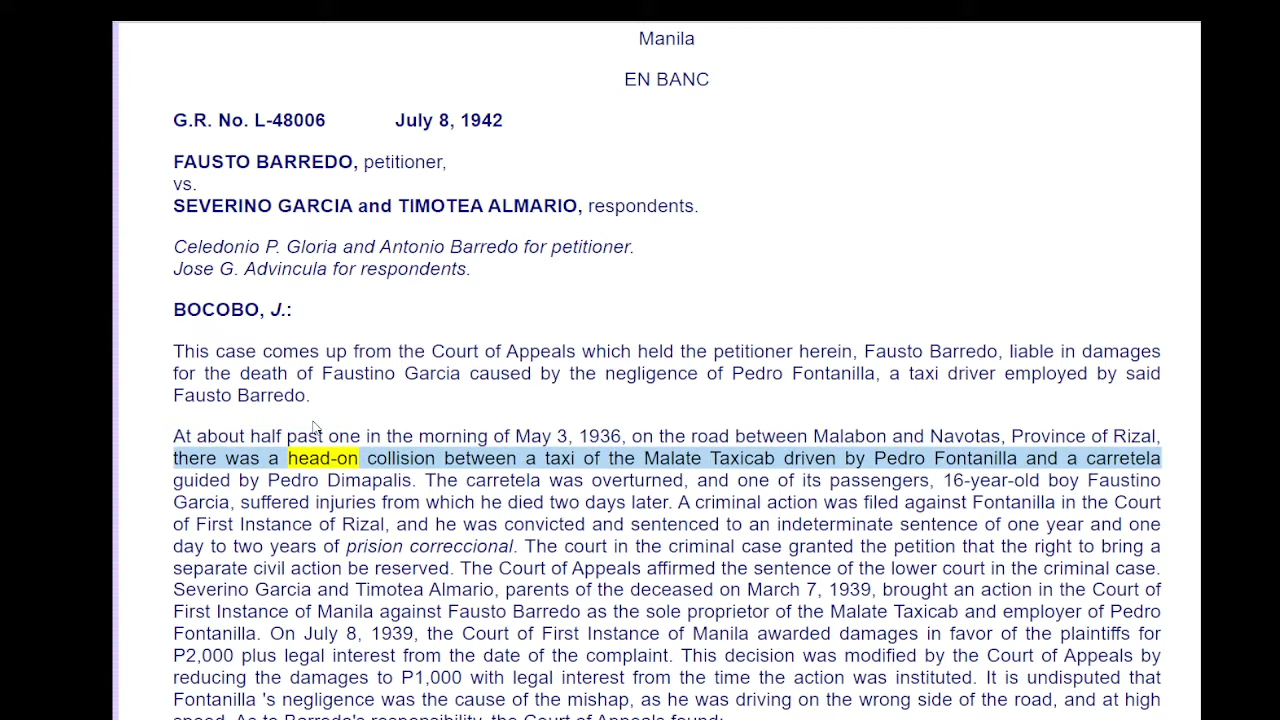 Manila
EN BANC
G.R. No. L-48006 July 8, 1942
FAUSTO BARREDO, petitioner,
vs.
SEVERINO GARCIA and TIMOTEA ALMARIO, respondents.
Celedonio P. Gloria and Antonio Barredo for petitioner.
Jose G. Advincula for respondents.
BOCOBO, J.:
This case comes up from the Court of Appeals which held the petitioner herein, Fausto Barredo, liable in damages
for the death of Faustino Garcia caused by the negligence of Pedro Fontanilla, a taxi driver employed by said
Fausto Barredo.
At about half past one in the morning of May 3, 1936, on the road between Malabon and Navotas, Province of Rizal,
there was a head-on collision between a taxi of the Malate Taxicab driven by Pedro Fontanilla and a carretela
guided by Pedro Dimapalis. The carretela was overturned, and one of its passengers, 16-year-old boy Faustino
Garcia, suffered injuries from which he died two days later. A criminal action was filed against Fontanilla in the Court
of First Instance of Rizal, and he was convicted and sentenced to an indeterminate sentence of one year and one
day to two years of prision correccional. The court in the criminal case granted the petition that the right to bring a
separate civil action be reserved. The Court of Appeals affirmed the sentence of the lower court in the criminal case.
Severino Garcia and Timotea Almario, parents of the deceased on March 7, 1939, brought an action in the Court of
First Instance of Manila against Fausto Barredo as the sole proprietor of the Malate Taxicab and employer of Pedro
Fontanilla. On July 8, 1939, the Court of First Instance of Manila awarded damages in favor of the plaintiffs for
P2,000 plus legal interest from the date of the complaint. This decision was modified by the Court of Appeals by
reducing the damages to P1,000 with legal interest from the time the action was instituted. It is undisputed that
Fontanilla 's negligence was the cause of the mishap, as he was driving on the wrong side of the road, and at high
speed. As to Barredo's responsibility, the Court of Appeals found: